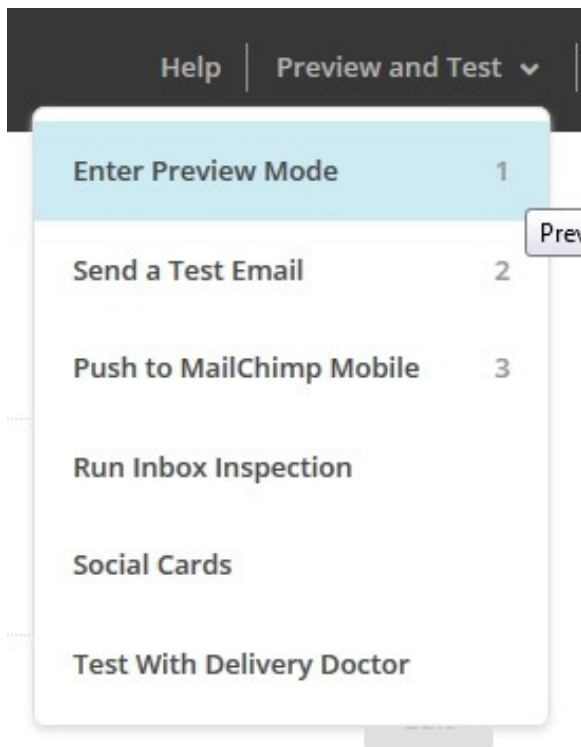 Help
Preview and Test
Enter Preview Mode 1
Prev
Send a Test Email 2
Push to MailChimp Mobile 3
Run Inbox Inspection
Social Cards
Test With Delivery Doctor